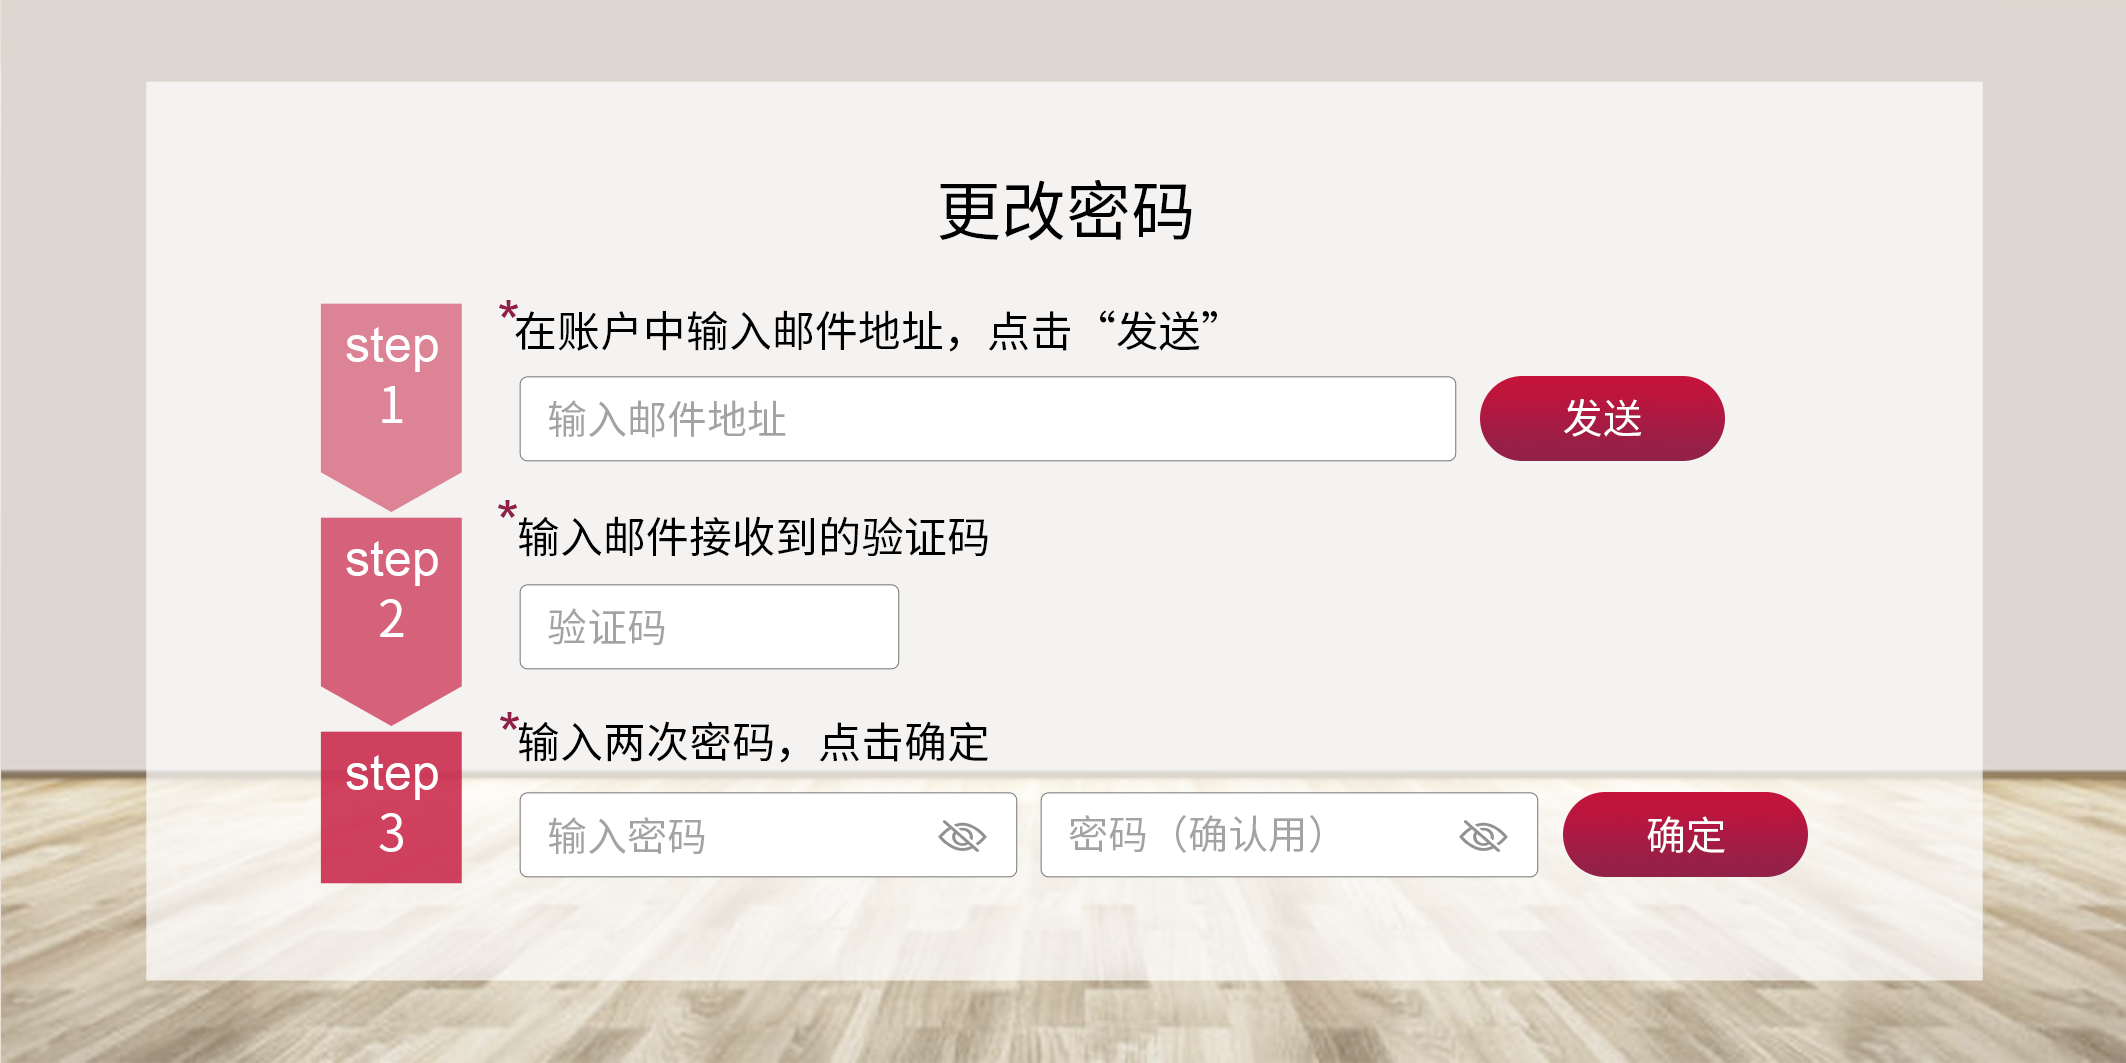 更改密码
step
1
*在账户中输入邮件地址，点击“发送”
输入邮件地址
发送
step
2
*输入邮件接收到的验证码
验证码
step
3
*输入两次密码，点击确定
输入密码
密码（确认用）
确定